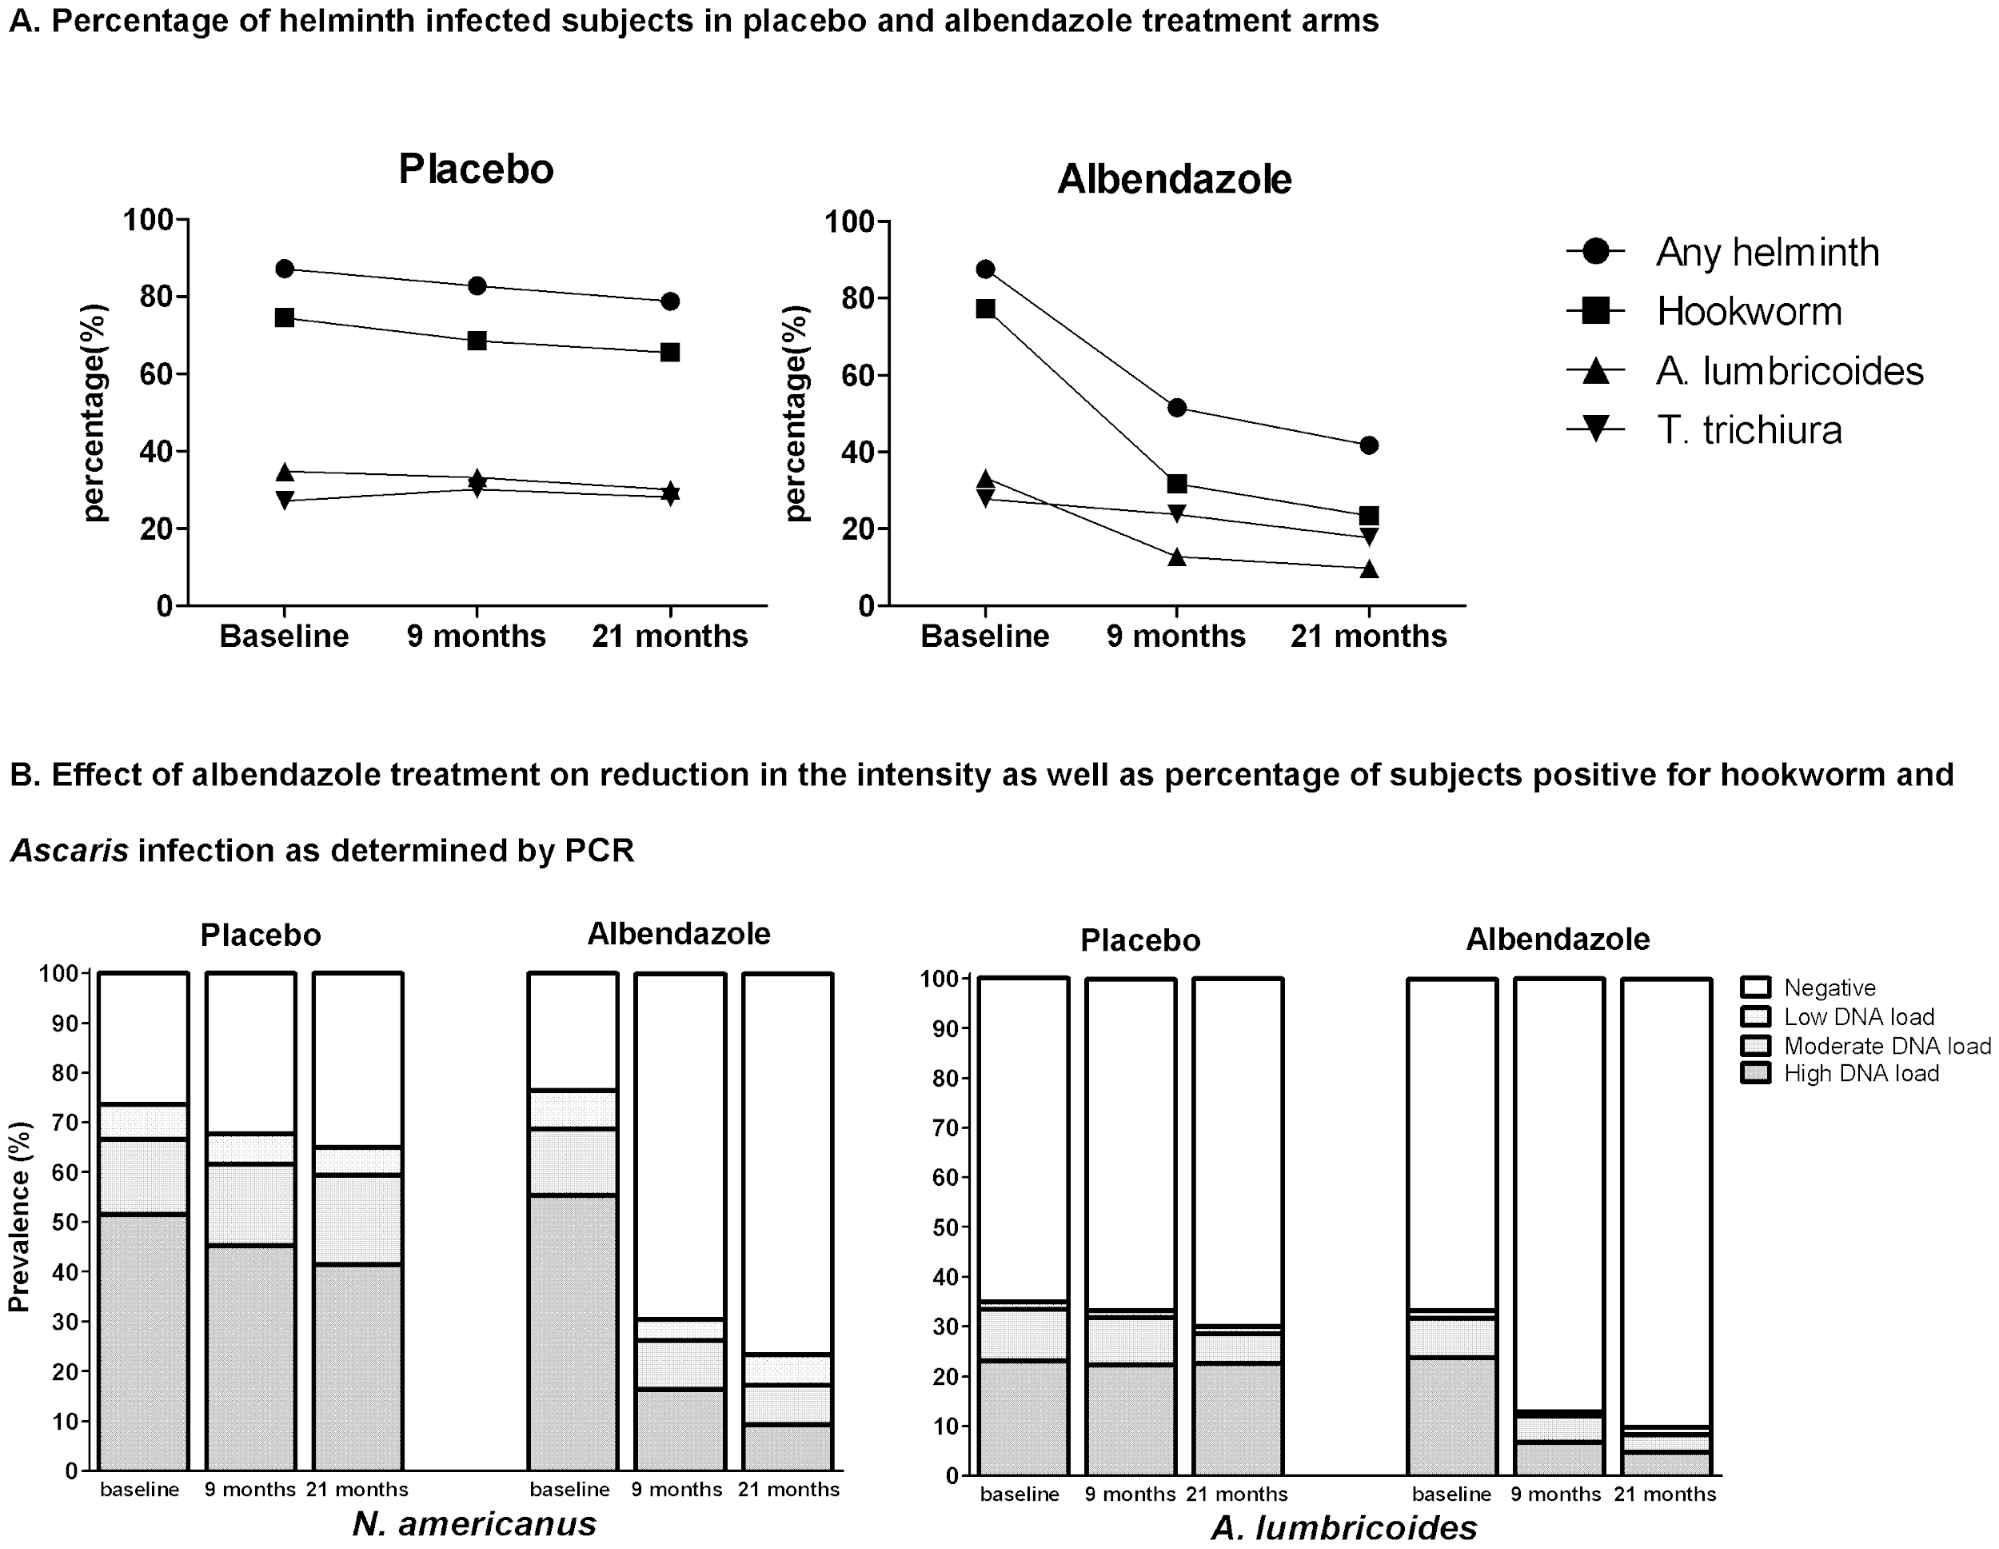 A. Percentage of helminth infected subjects in placebo and albendazole treatment arms
Placebo
percentage(%)
100
80
60
40
20
0
Baseline 9 months 21 months
Albendazole
percentage(%)
100
80
60
40
20
0
Baseline 9 months 21 months
Any helminth
Hookworm
A. lumbricoides
T. trichiura
B. Effect of albendazole treatment on reduction in the intensity as well as percentage of subjects positive for hookworm and
Ascaris infection as determined by PCR
Placebo Albendazole
Prevalence (%)
100
90
80
70
60
50
40
30
20
10
0
baseline 9 months 21 months baseline 9 months 21 months
N. americanus
Placebo Albendazole
100
90
80
70
60
50
40
30
20
10
0
baseline 9 months 21 months baseline 9 months 21 months
A. lumbricoides
Negative
Low DNA load
Moderate DNA load
High DNA load